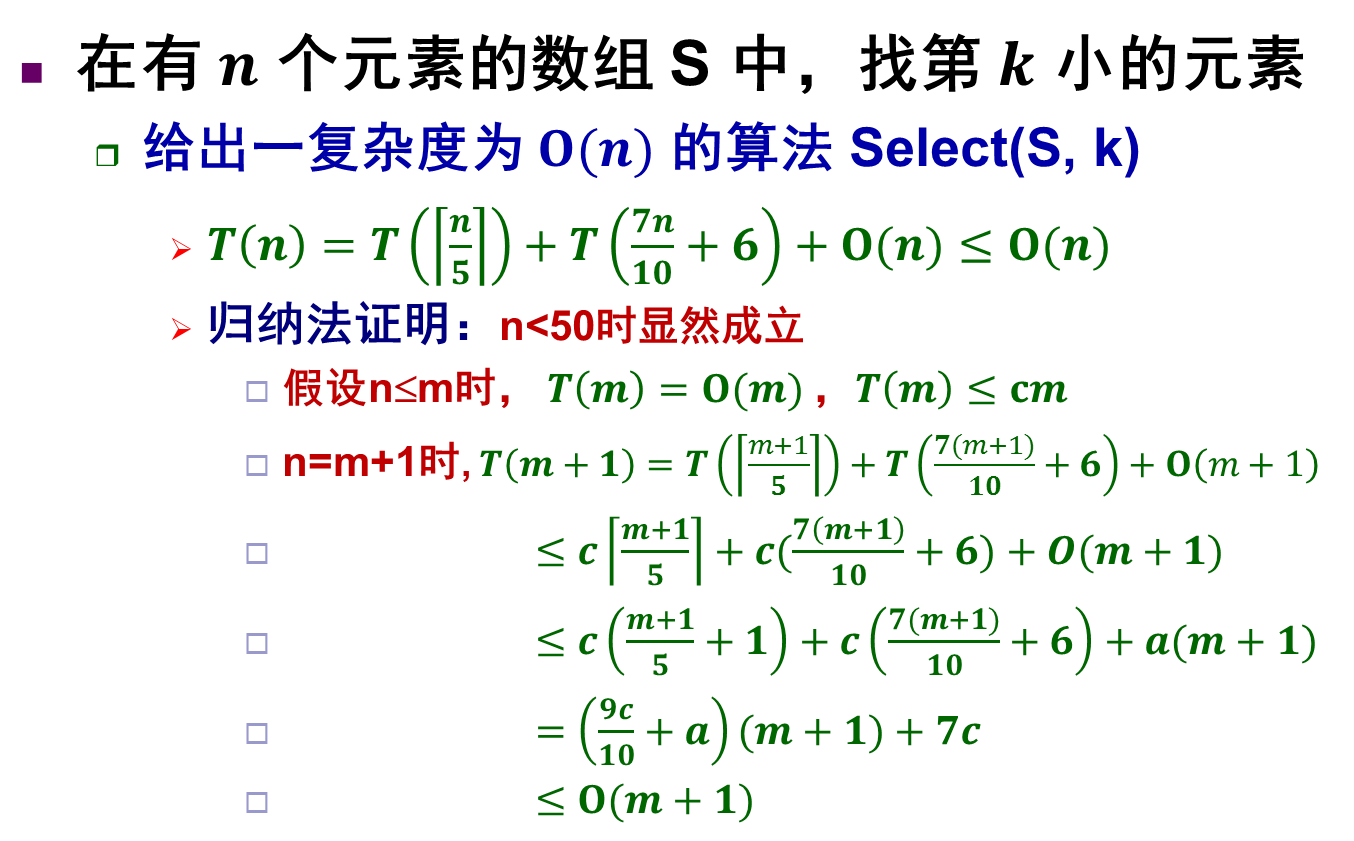 在有 n 个元素的数组 S 中，找第 k 小的元素
给出一复杂度为 O(n) 的算法 Select(S, k)
T(n) = T(⌈n/5⌉) + T(7n/10 + 6) + O(n) ≤ O(n)
归纳法证明：n<50时显然成立
假设n≤m时， T(m) = O(m) ， T(m) ≤ cm
n=m+1时, T(m + 1) = T(⌈(m+1)/5⌉) + T(7(m+1)/10 + 6) + O(m + 1)
≤ c⌈(m+1)/5⌉ + c(7(m+1)/10 + 6) + O(m + 1)
≤ c((m+1)/5 + 1) + c(7(m+1)/10 + 6) + a(m + 1)
= (9c/10 + a)(m + 1) + 7c
≤ O(m + 1)